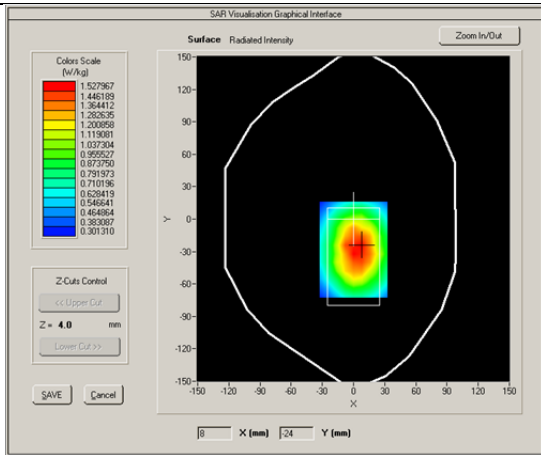 SAR Visualisation Graphical Interface
Surface Radiated Intensity
Zoom In/Out
Colors Scale
(W/kg)
1.527967
1.446189
1.364412
1.282635
1.200858
1.119081
1.037304
0.955527
0.873750
0.791973
0.710196
0.628419
0.546641
0.464864
0.383087
0.301310
Z-Cuts Control
<< Upper Cut
Z = 4.0 mm
Lower Cut >>
SAVE Cancel
150-
120-
90-
60-
30-
0-
-30-
-60-
-90-
-120-
-150-
Y
-150 -120 -90 -60 -30 0 30 60 90 120 150
X
8 X (mm) -24 Y (mm)